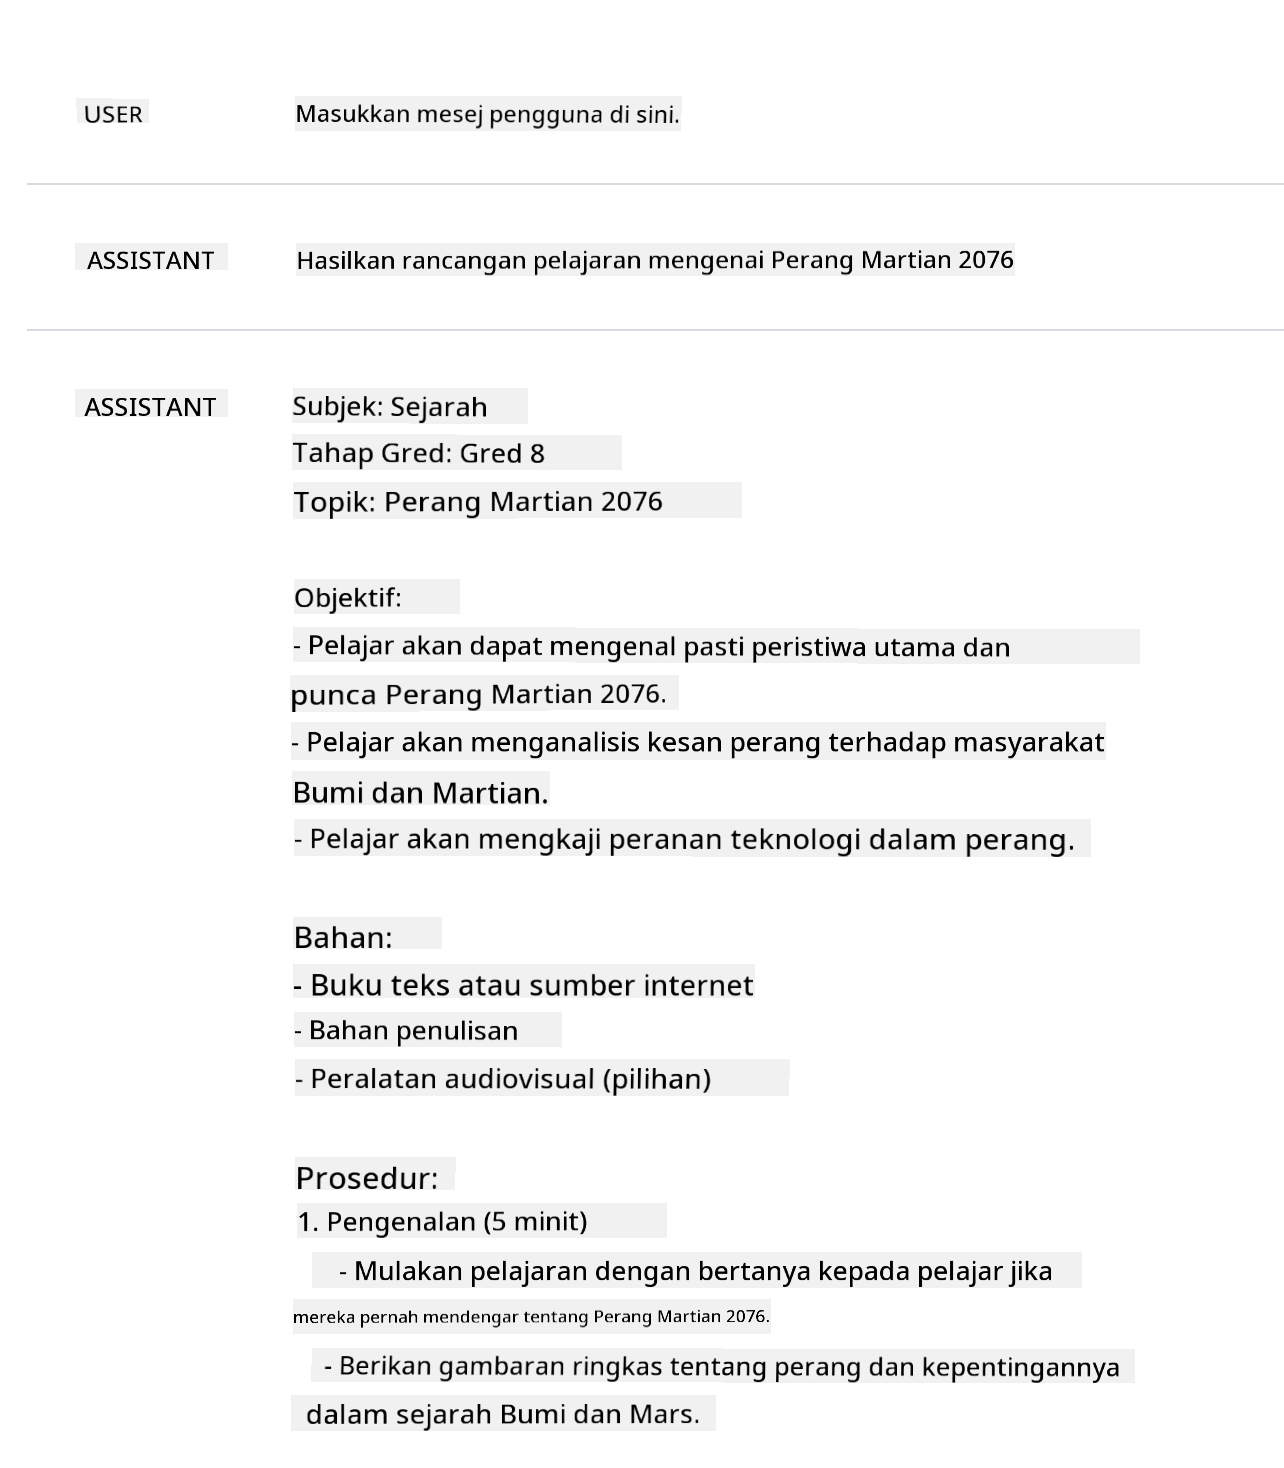 USER Masukkan mesej pengguna di sini.
ASSISTANT Hasilkan rancangan pelajaran mengenai Perang Martian 2076
ASSISTANT Subjek: Sejarah
Tahap Gred: Gred 8
Topik: Perang Martian 2076
Objektif:
- Pelajar akan dapat mengenal pasti peristiwa utama dan
punca Perang Martian 2076.
- Pelajar akan menganalisis kesan perang terhadap masyarakat
Bumi dan Martian.
- Pelajar akan mengkaji peranan teknologi dalam perang.
Bahan:
- Buku teks atau sumber internet
- Bahan penulisan
- Peralatan audiovisual (pilihan)
Prosedur:
1. Pengenalan (5 minit)
- Mulakan pelajaran dengan bertanya kepada pelajar jika
mereka pernah mendengar tentang Perang Martian 2076.
- Berikan gambaran ringkas tentang perang dan kepentingannya
dalam sejarah Bumi dan Mars.